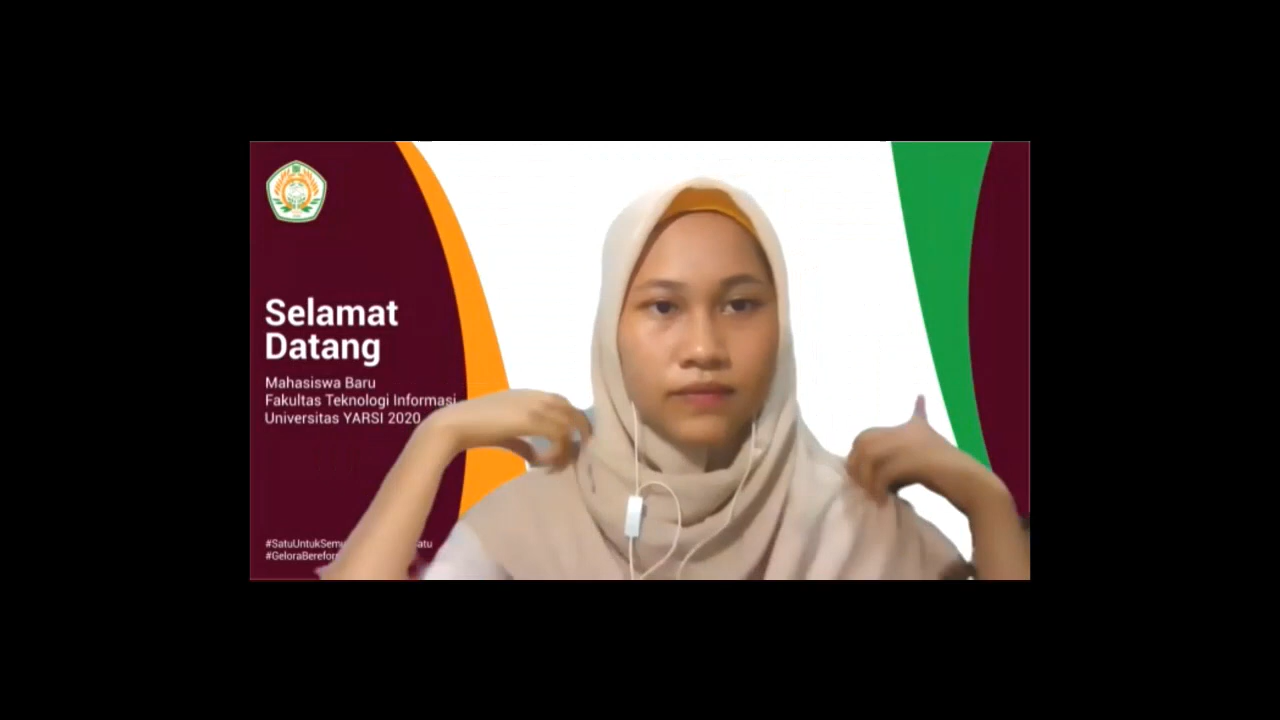 Selamat
Datang
Mahasiswa Baru
Fakultas Teknologi Informasi
Universitas YARSI 2020